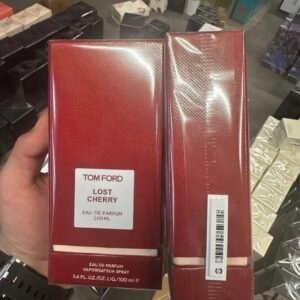 TOM FORD
LOST
CHERRY
EAU DE PARFUM
100ML
EAU DE PARFUM
VAPORISATEUR SPRAY
3.4 FL.OZ./OZ.LIQ./100 ml ℮